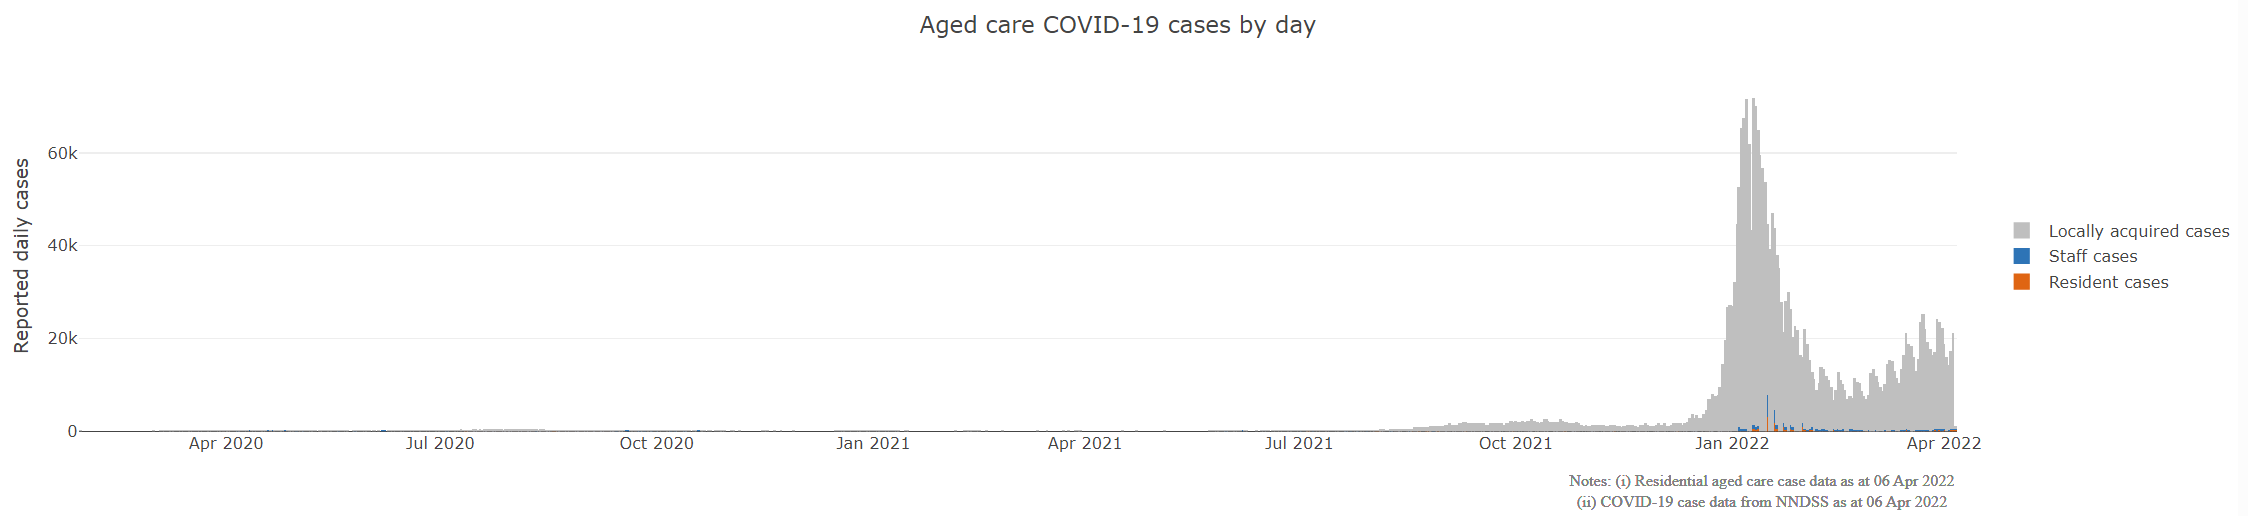 Aged care COVID-19 cases by day
Reported daily cases
60k
40k
20k
0
Apr 2020 Jul 2020 Oct 2020 Jan 2021 Apr 2021 Jul 2021 Oct 2021 Jan 2022 Apr 2022
Locally acquired cases
Staff cases
Resident cases
Notes: (i) Residential aged care case data as at 06 Apr 2022
(ii) COVID-19 case data from NNDSS as at 06 Apr 2022